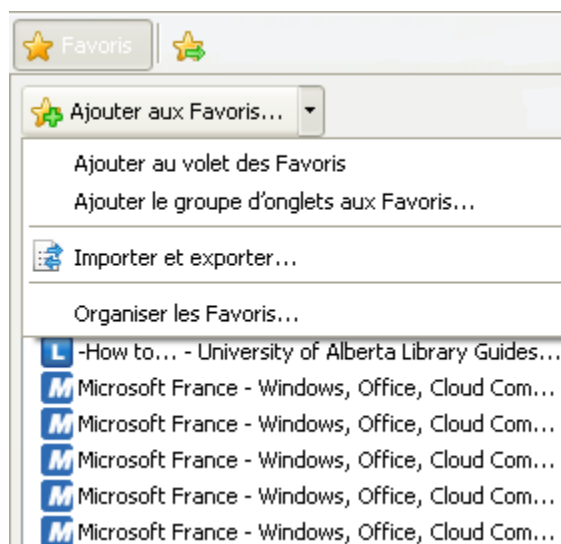 Favoris
Ajouter aux Favoris...
Ajouter au volet des Favoris
Ajouter le groupe d'onglets aux Favoris...
Importer et exporter...
Organiser les Favoris...
L -How to... - University of Alberta Library Guides...
M Microsoft France - Windows, Office, Cloud Com...
M Microsoft France - Windows, Office, Cloud Com...
M Microsoft France - Windows, Office, Cloud Com...
M Microsoft France - Windows, Office, Cloud Com...
M Microsoft France - Windows, Office, Cloud Com...